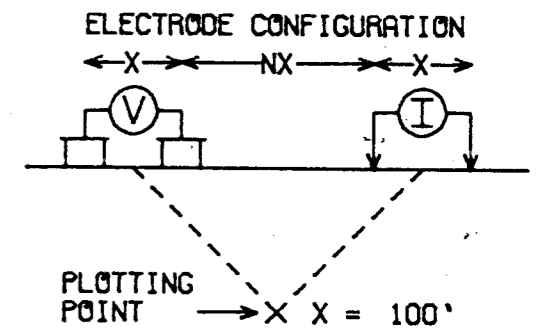 ELECTRODE CONFIGURATION
X NX X
V I
PLOTTING
POINT X X = 100'